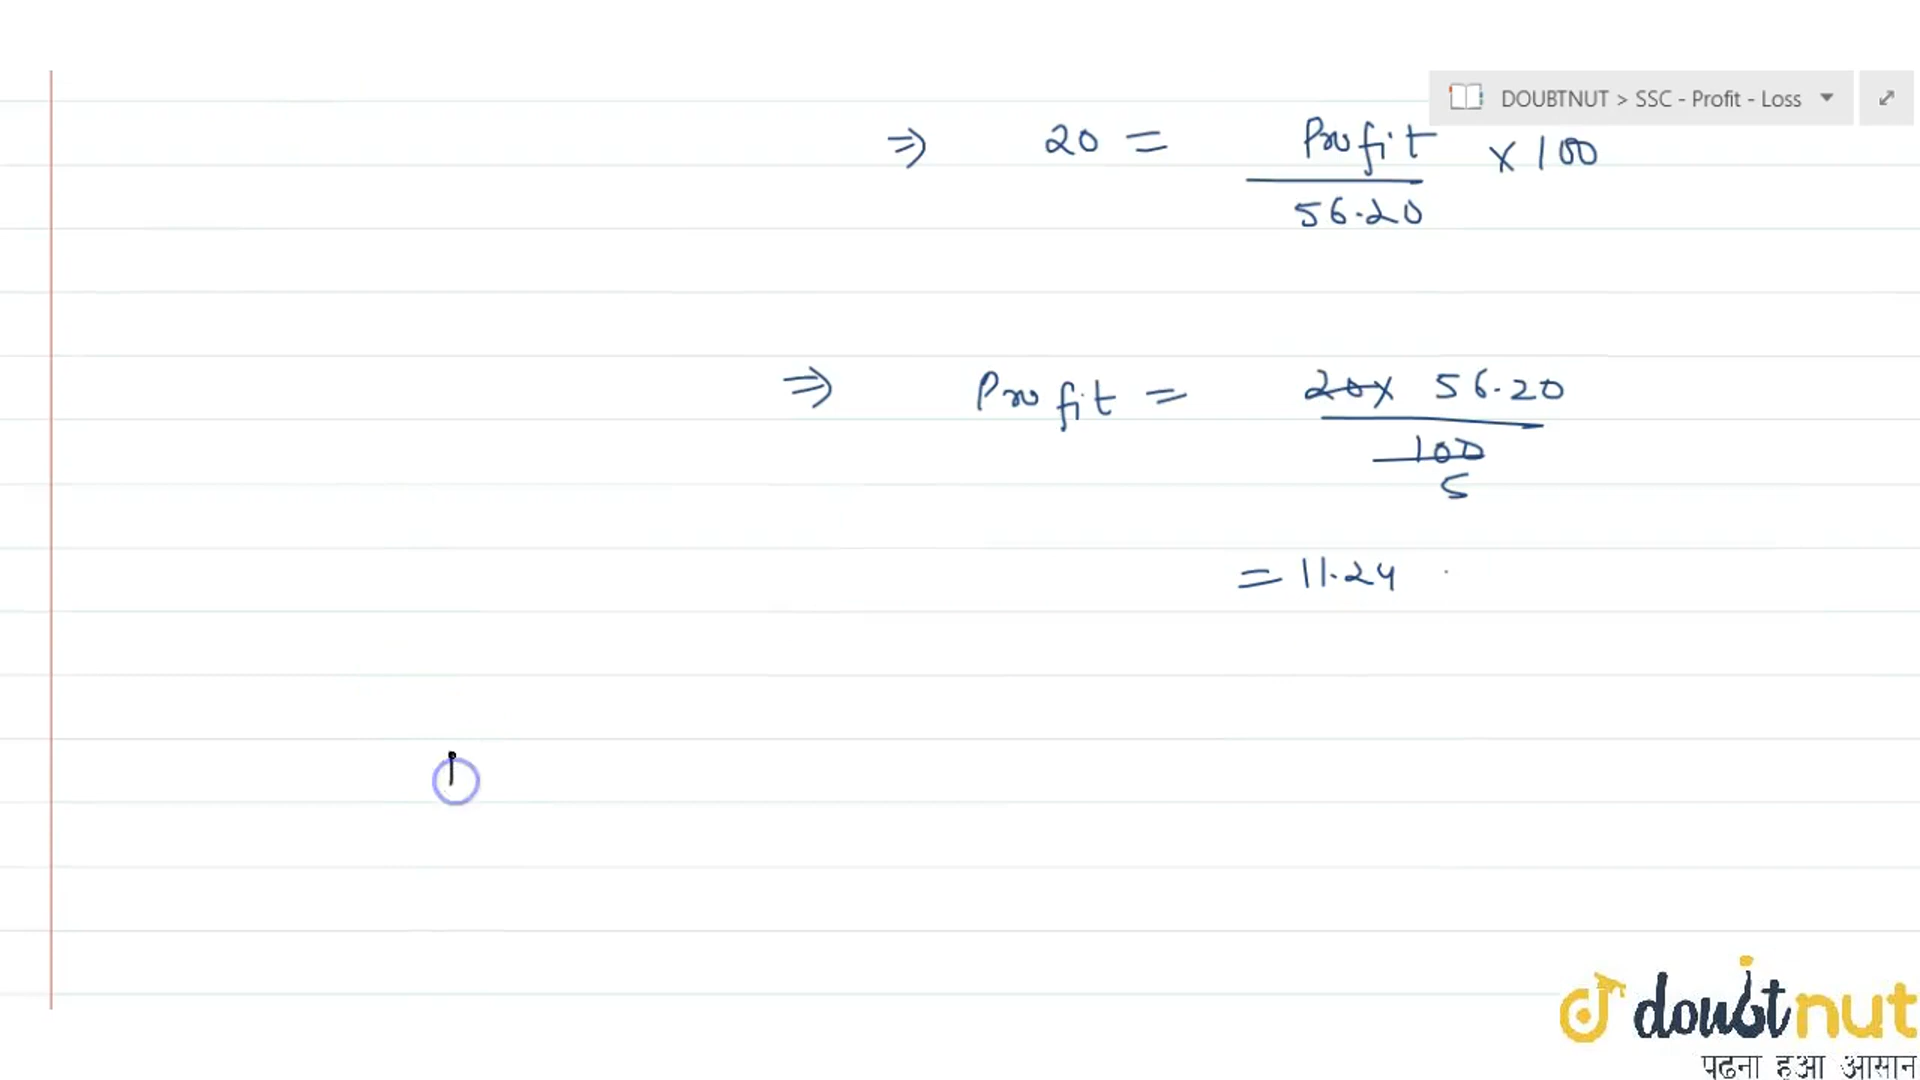 DOUBTNUT > SSC - Profit - Loss
⇒ 20 = Profit × 100
56.20
⇒ Profit = 20× 56.20
100
5
= 11.24
doubtnut
पढना हुआ आसान